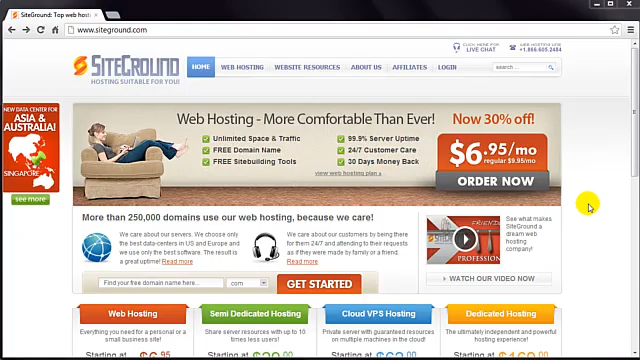 SiteGround: Top web hosti
www.siteground.com
CLICK HERE FOR
LIVE CHAT
+1.866.605.2484
SITEGROUND
HOSTING SUITABLE FOR YOU!
HOME
WEB HOSTING
WEBSITE RESOURCES
ABOUT US
AFFILIATES
LOGIN
search ...
NEW DATA CENTER FOR
ASIA &
AUSTRALIA!
SINGAPORE
see more
Web Hosting - More Comfortable Than Ever!
Now 30% off!
Unlimited Space & Traffic
FREE Domain Name
FREE Sitebuilding Tools
99.9% Server Uptime
24/7 Customer Care
30 Days Money Back
view web hosting plan
$6.95/mo
regular $9.95/mo
ORDER NOW
More than 250,000 domains use our web hosting, because we care!
We care about our servers. We choose only
the best data-centers in US and Europe and
we use only the best software. The result is
a great uptime! Read more
We care about our customers by being there
for them 24/7 and attending to their requests
as if they were made by family or a friend.
Read more
FRIEND
PROFESSION
See what makes
SiteGround a
dream web
hosting
company!
WATCH OUR VIDEO NOW
Find your free domain name here...
com
GET STARTED
Web Hosting
Everything you need for a personal or a
small business site!
Starting at
Semi Dedicated Hosting
Share server resources with up to 10
times less users!
Starting at
Cloud VPS Hosting
Private server with guaranteed resources
on multiple machines in the cloud!
Starting at
Dedicated Hosting
The ultimately independent and powerful
hosting experience!
Starting at